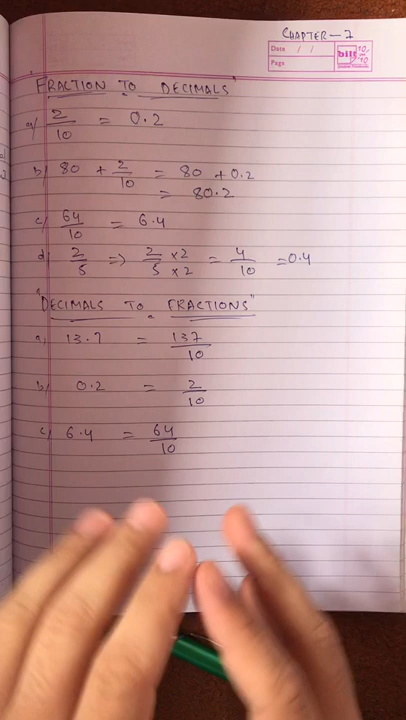 CHAPTER-7
Date / /
Page
bilt
FRACTION TO DECIMALS"
a) 2/10 = 0.2
b) 80 + 2/10 = 80 + 0.2
= 80.2
c) 64/10 = 6.4
d) 2/5 => 2/5 ×2/×2 = 4/10 = 0.4
"DECIMALS TO FRACTIONS"
a) 13.7 = 137/10
b) 0.2 = 2/10
c) 6.4 = 64/10